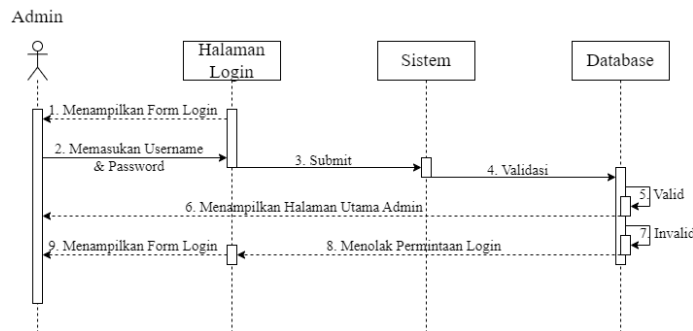 Admin
Halaman
Login
Sistem
Database
1. Menampilkan Form Login
2. Memasukan Username
& Password
3. Submit
4. Validasi
5. Valid
6. Menampilkan Halaman Utama Admin
7. Invalid
8. Menolak Permintaan Login
9. Menampilkan Form Login